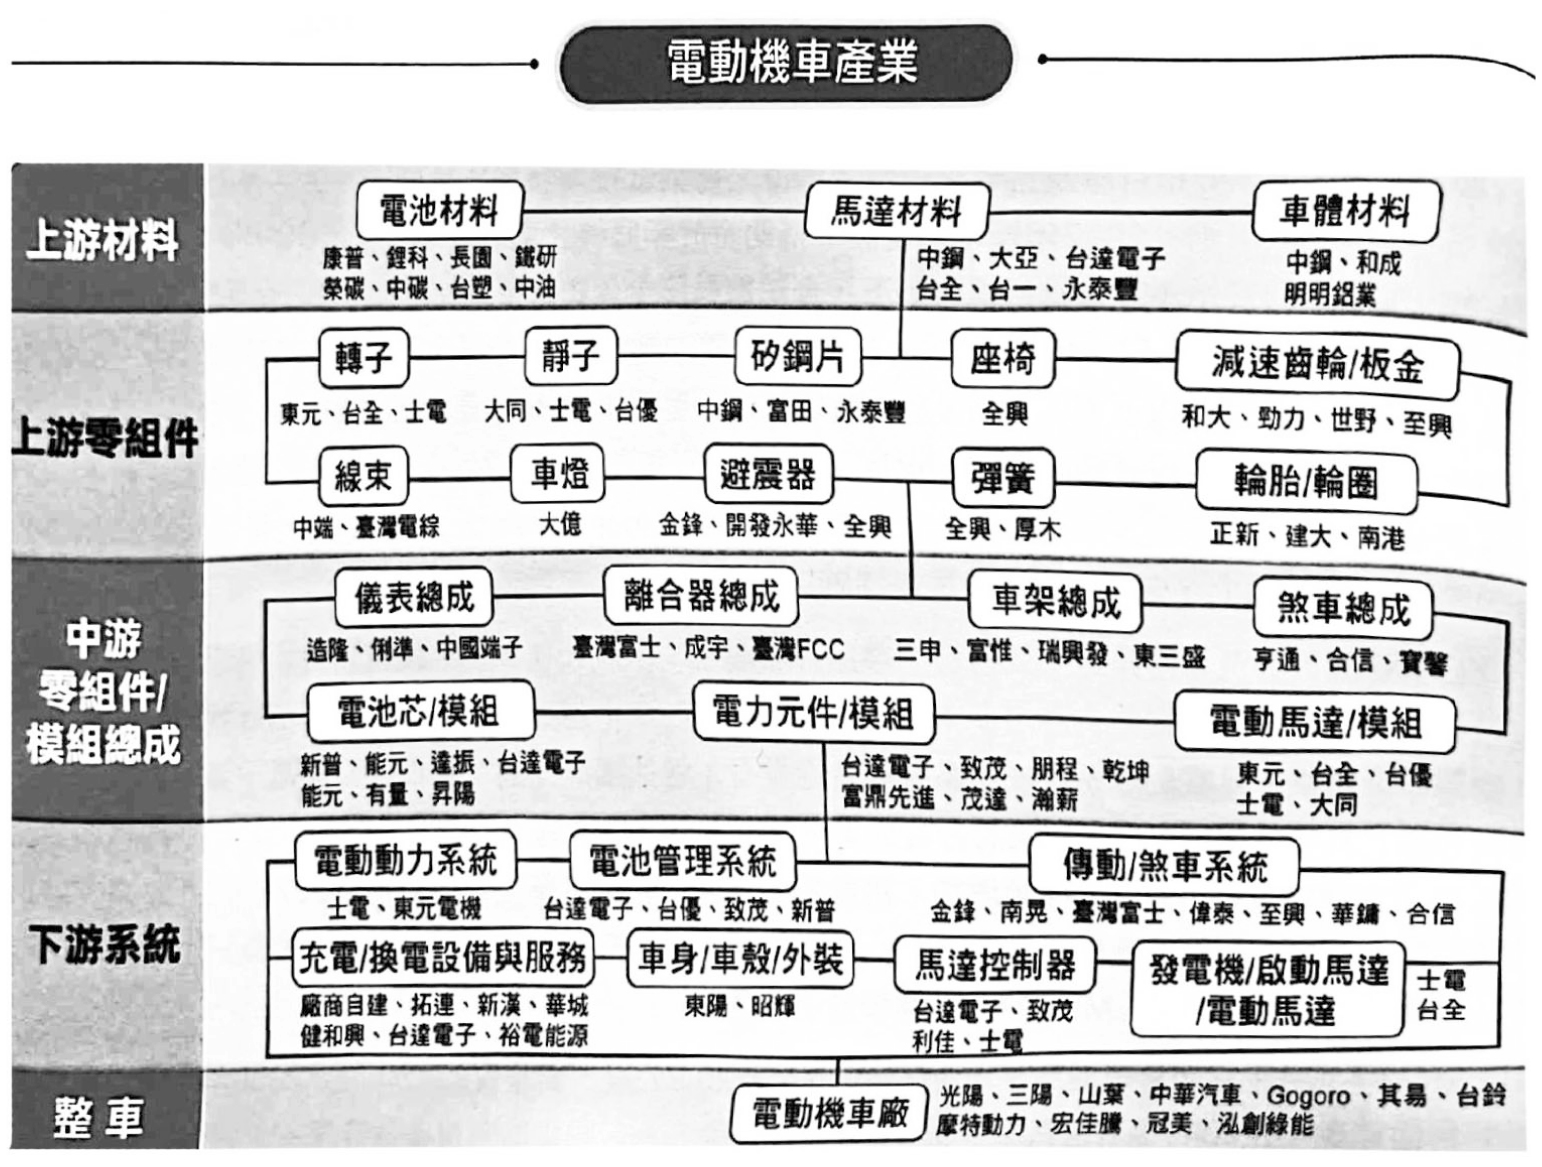 電動機車產業
上游材料
電池材料
康普、鋰科、長園、鐵研
榮碳、中碳、台塑、中油
馬達材料
中鋼、大亞、台達電子
台全、台一、永泰豐
車體材料
中鋼、和成
明明鋁業
上游零組件
轉子
東元、台全、士電
靜子
大同、士電、台優
矽鋼片
中鋼、富田、永泰豐
座椅
全興
減速齒輪/板金
和大、勁力、世野、至興
線束
中端、臺灣電綜
車燈
大億
避震器
金鋒、開發永華、全興
彈簧
全興、厚木
輪胎/輪圈
正新、建大、南港
中游
零組件/
模組總成
儀表總成
造隆、俐準、中國端子
離合器總成
臺灣富士、成宇、臺灣FCC
車架總成
三申、富惟、瑞興發、東三盛
煞車總成
亨通、合信、寶馨
電池芯/模組
新普、能元、達振、台達電子
能元、有量、昇陽
電力元件/模組
台達電子、致茂、朋程、乾坤
富鼎先進、茂達、瀚薪
電動馬達/模組
東元、台全、台優
士電、大同
下游系統
電動動力系統
士電、東元電機
電池管理系統
台達電子、台優、致茂、新普
傳動/煞車系統
金鋒、南晃、臺灣富士、偉泰、至興、華鏞、合信
充電/換電設備與服務
廠商自建、拓連、新漢、華城
健和興、台達電子、裕電能源
車身/車殼/外裝
東陽、昭輝
馬達控制器
台達電子、致茂
利佳、士電
發電機/啟動馬達
/電動馬達
士電
台全
整車
電動機車廠
光陽、三陽、山葉、中華汽車、Gogoro、其易、台鈴
摩特動力、宏佳騰、冠美、泓創綠能